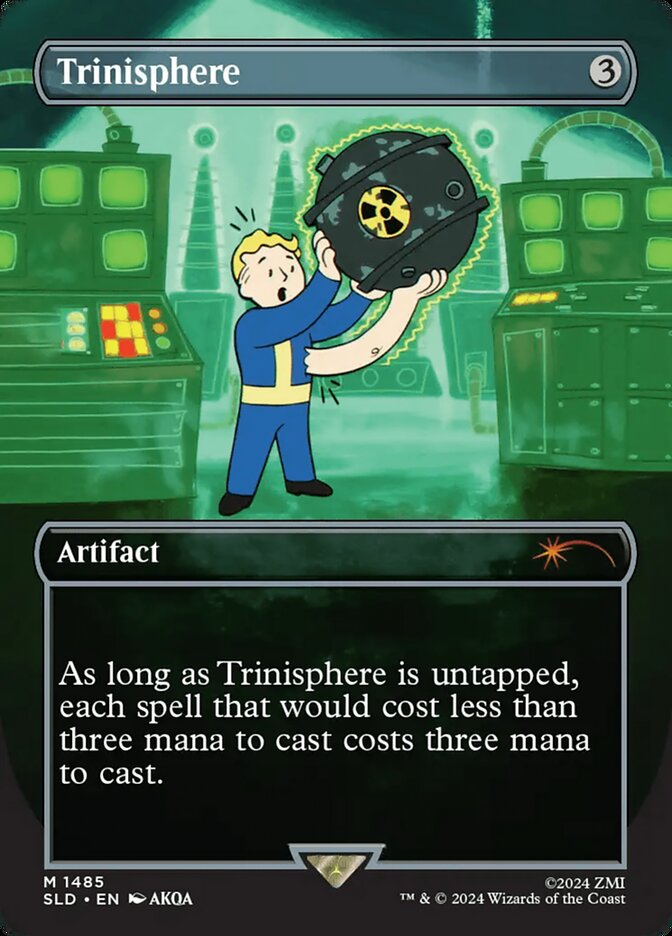 Trinisphere 3
Artifact
As long as Trinisphere is untapped,
each spell that would cost less than
three mana to cast costs three mana
to cast.
M 1485 ©2024 ZMI
SLD • EN AKQA ™ & © 2024 Wizards of the Coast